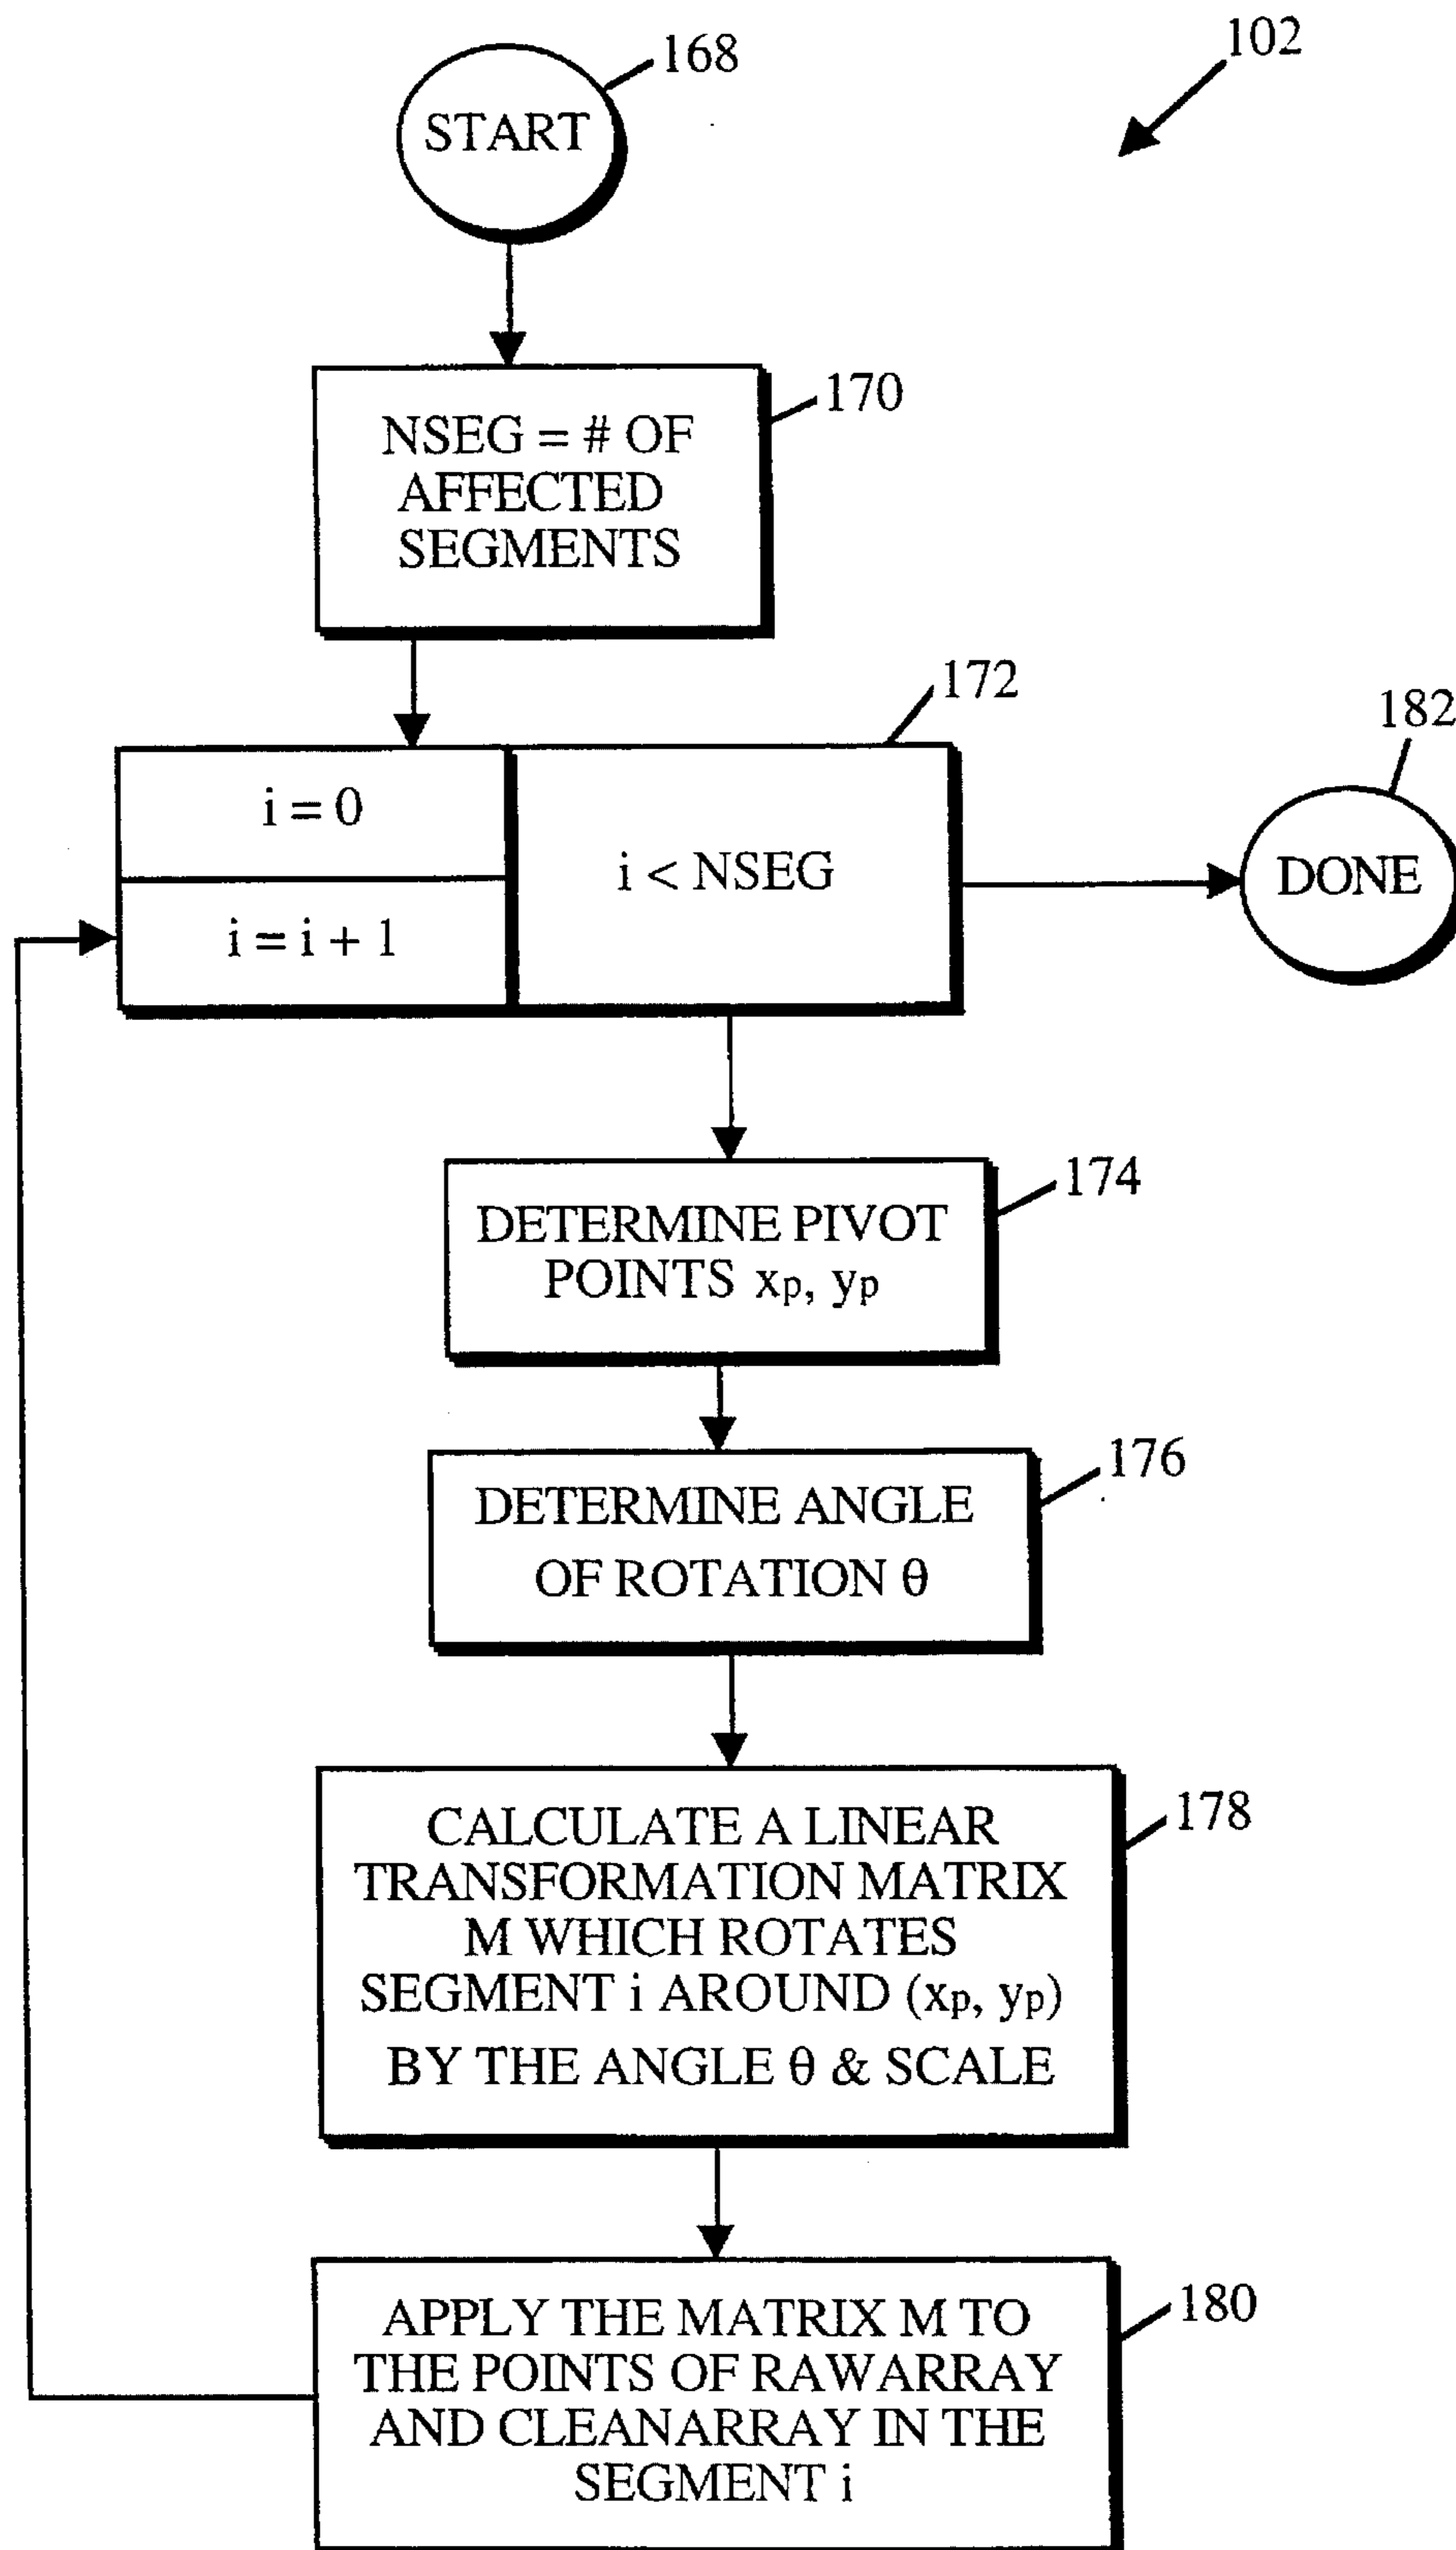 102
168
START
170
NSEG = # OF
AFFECTED
SEGMENTS
172
182
i = 0
i < NSEG
DONE
i = i + 1
174
DETERMINE PIVOT
POINTS xp, yp
176
DETERMINE ANGLE
OF ROTATION θ
178
CALCULATE A LINEAR
TRANSFORMATION MATRIX
M WHICH ROTATES
SEGMENT i AROUND (xp, yp)
BY THE ANGLE θ & SCALE
180
APPLY THE MATRIX M TO
THE POINTS OF RAWARRAY
AND CLEANARRAY IN THE
SEGMENT i